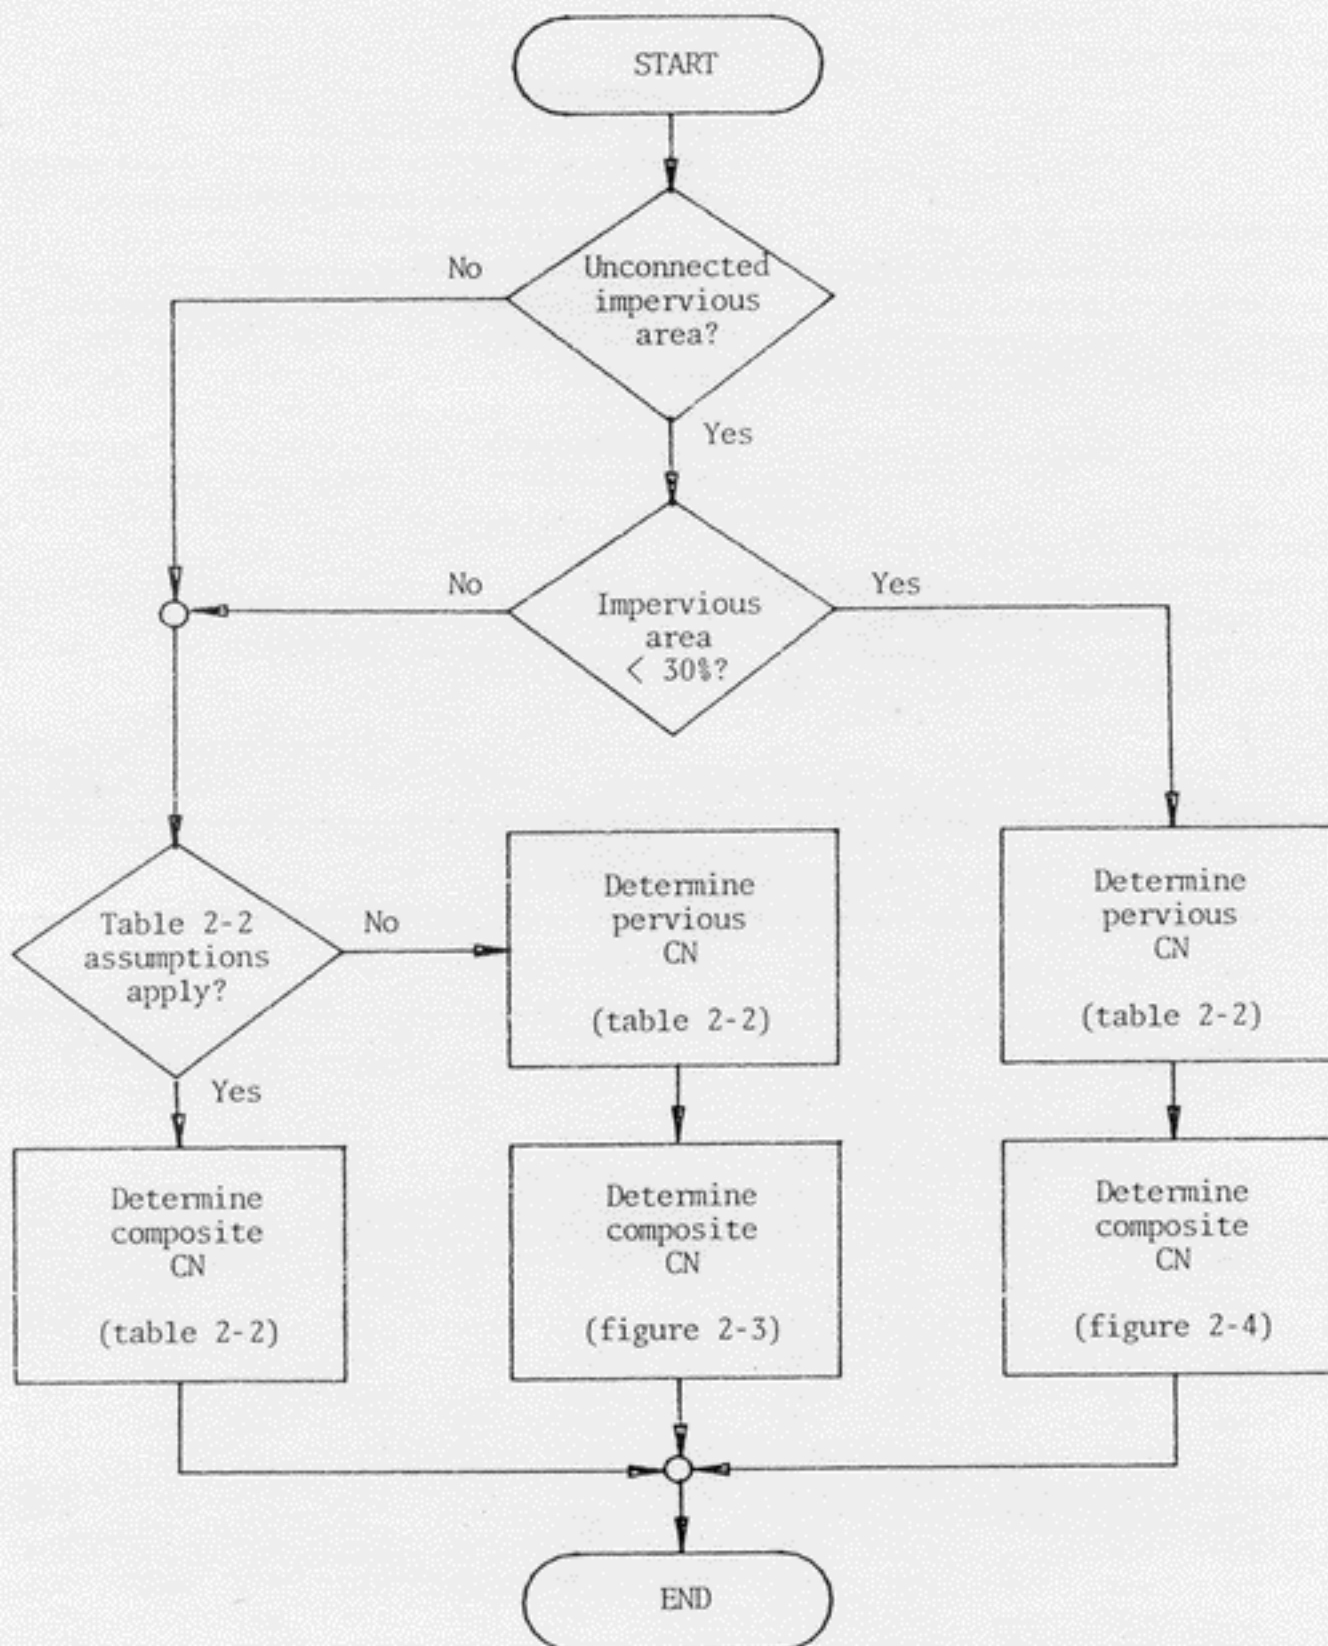 START
No
Unconnected
impervious
area?
Yes
No
Impervious
area
< 30%?
Yes
Table 2-2
assumptions
apply?
No
Determine
pervious
CN
(table 2-2)
Determine
pervious
CN
(table 2-2)
Yes
Determine
composite
CN
(table 2-2)
Determine
composite
CN
(figure 2-3)
Determine
composite
CN
(figure 2-4)
END